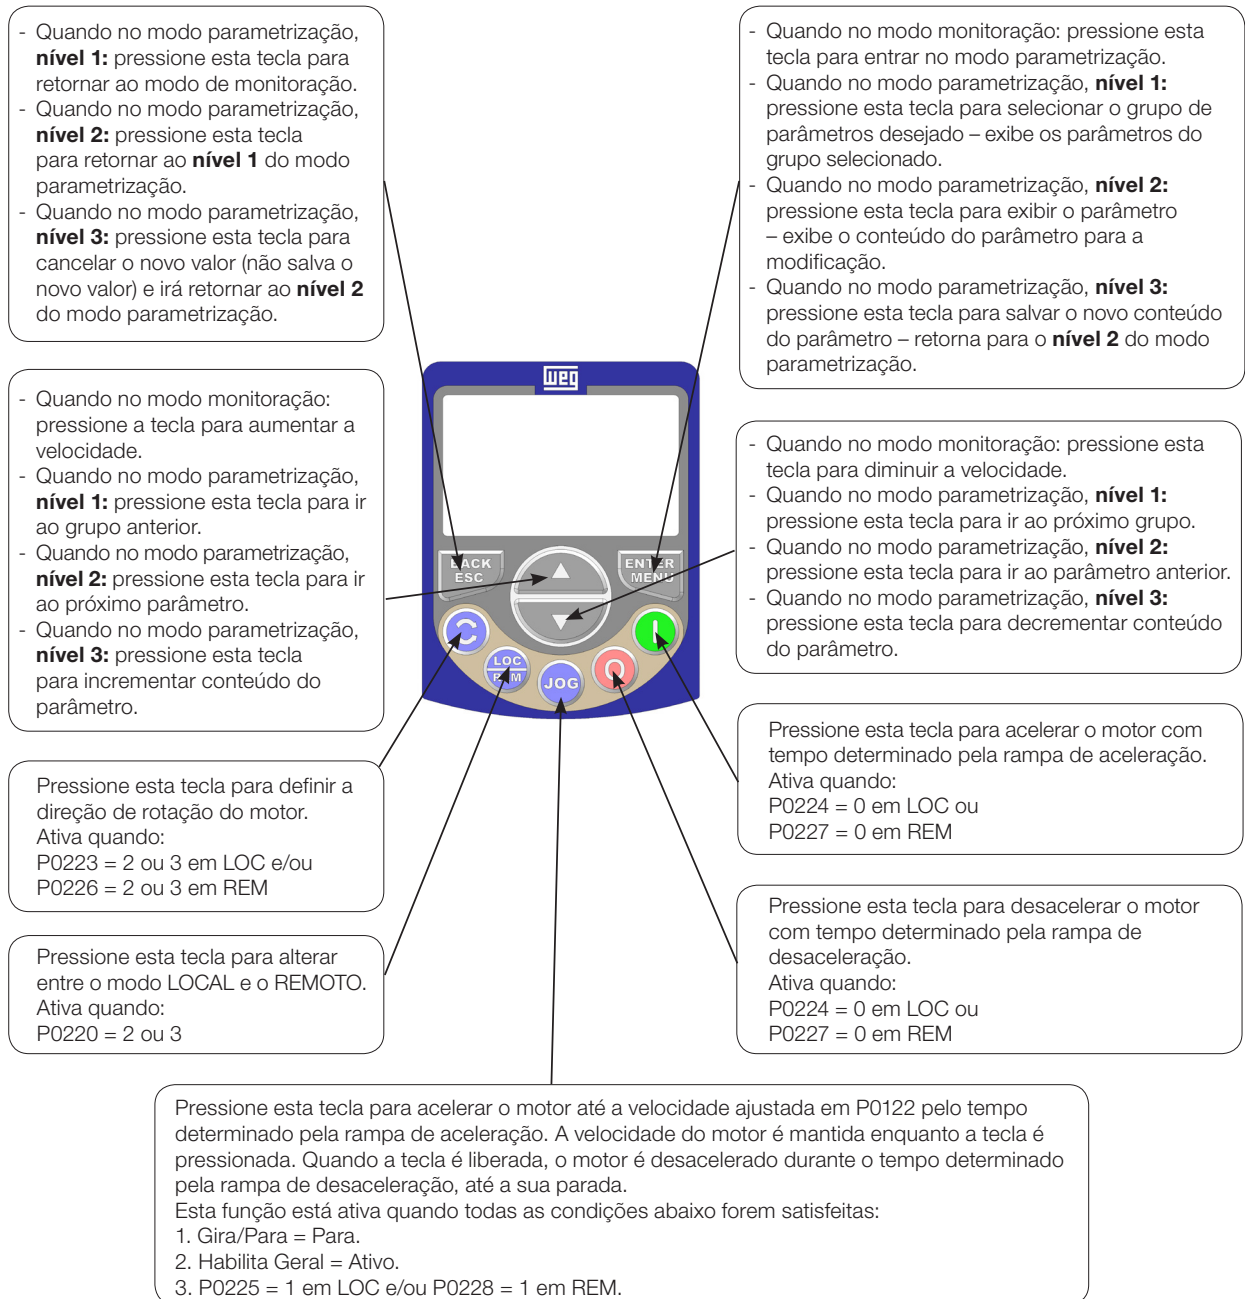 - Quando no modo parametrização,
nível 1: pressione esta tecla para
retornar ao modo de monitoração.
- Quando no modo parametrização,
nível 2: pressione esta tecla
para retornar ao nível 1 do modo
parametrização.
- Quando no modo parametrização,
nível 3: pressione esta tecla para
cancelar o novo valor (não salva o
novo valor) e irá retornar ao nível 2
do modo parametrização.
- Quando no modo monitoração: pressione esta
tecla para entrar no modo parametrização.
- Quando no modo parametrização, nível 1:
pressione esta tecla para selecionar o grupo de
parâmetros desejado – exibe os parâmetros do
grupo selecionado.
- Quando no modo parametrização, nível 2:
pressione esta tecla para exibir o parâmetro
– exibe o conteúdo do parâmetro para a
modificação.
- Quando no modo parametrização, nível 3:
pressione esta tecla para salvar o novo conteúdo
do parâmetro – retorna para o nível 2 do modo
parametrização.
- Quando no modo monitoração:
pressione a tecla para aumentar a
velocidade.
- Quando no modo parametrização,
nível 1: pressione esta tecla para ir
ao grupo anterior.
- Quando no modo parametrização,
nível 2: pressione esta tecla para ir
ao próximo parâmetro.
- Quando no modo parametrização,
nível 3: pressione esta tecla
para incrementar conteúdo do
parâmetro.
weg
BACK
ESC
ENTER
MENU
LOC
REM
JOG
- Quando no modo monitoração: pressione esta
tecla para diminuir a velocidade.
- Quando no modo parametrização, nível 1:
pressione esta tecla para ir ao próximo grupo.
- Quando no modo parametrização, nível 2:
pressione esta tecla para ir ao parâmetro anterior.
- Quando no modo parametrização, nível 3:
pressione esta tecla para decrementar conteúdo
do parâmetro.
Pressione esta tecla para definir a
direção de rotação do motor.
Ativa quando:
P0223 = 2 ou 3 em LOC e/ou
P0226 = 2 ou 3 em REM
Pressione esta tecla para acelerar o motor com
tempo determinado pela rampa de aceleração.
Ativa quando:
P0224 = 0 em LOC ou
P0227 = 0 em REM
Pressione esta tecla para alterar
entre o modo LOCAL e o REMOTO.
Ativa quando:
P0220 = 2 ou 3
Pressione esta tecla para desacelerar o motor
com tempo determinado pela rampa de
desaceleração.
Ativa quando:
P0224 = 0 em LOC ou
P0227 = 0 em REM
Pressione esta tecla para acelerar o motor até a velocidade ajustada em P0122 pelo tempo
determinado pela rampa de aceleração. A velocidade do motor é mantida enquanto a tecla é
pressionada. Quando a tecla é liberada, o motor é desacelerado durante o tempo determinado
pela rampa de desaceleração, até a sua parada.
Esta função está ativa quando todas as condições abaixo forem satisfeitas:
1. Gira/Para = Para.
2. Habilita Geral = Ativo.
3. P0225 = 1 em LOC e/ou P0228 = 1 em REM.